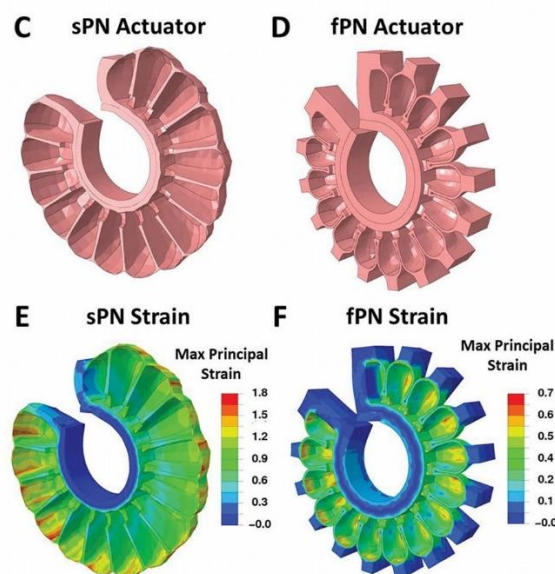 C sPN Actuator
D fPN Actuator
E sPN Strain
Max Principal
Strain
1.8
1.5
1.2
0.9
0.6
0.3
−0.0
F fPN Strain
Max Principal
Strain
0.7
0.6
0.5
0.4
0.2
0.1
−0.0